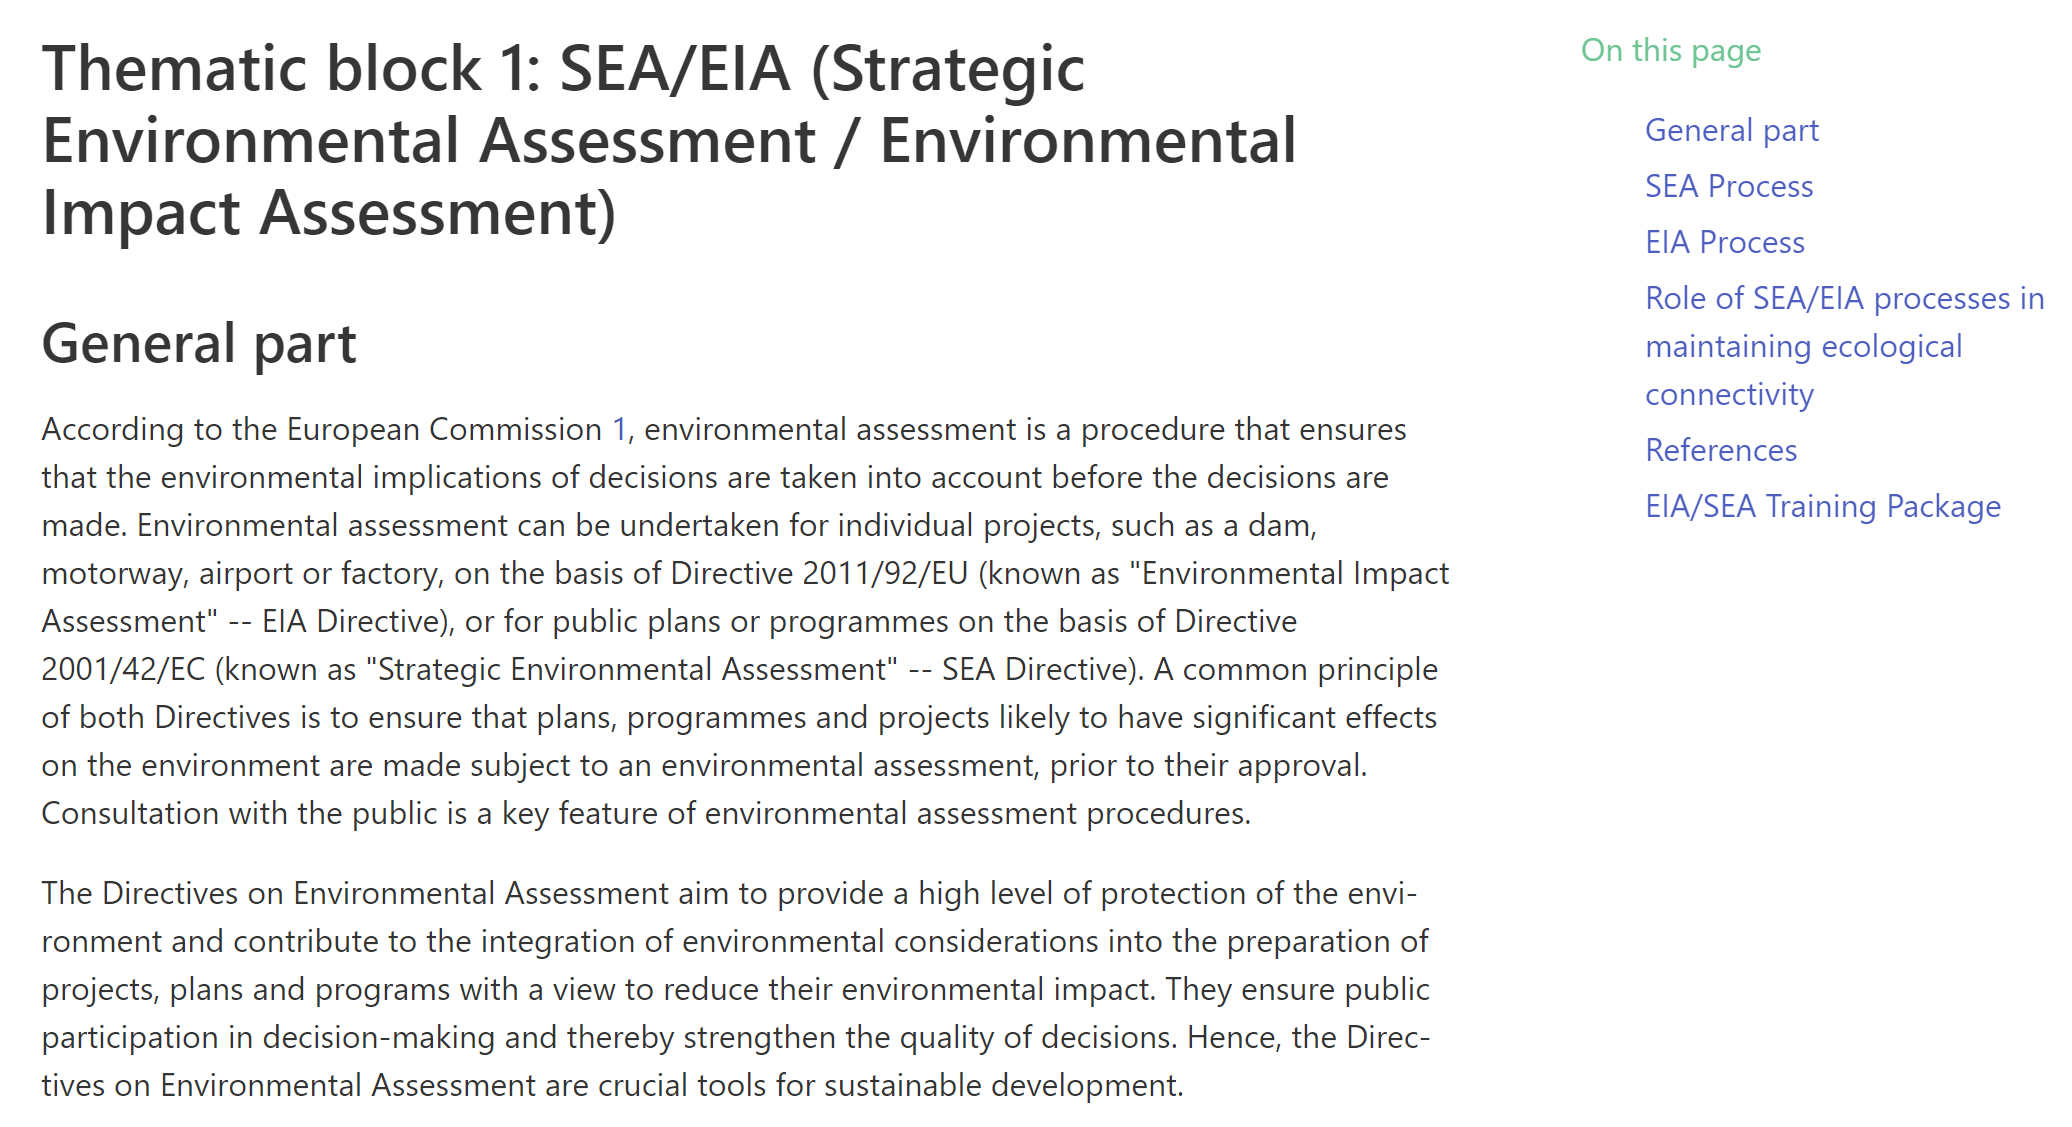 Thematic block 1: SEA/EIA (Strategic
Environmental Assessment / Environmental
Impact Assessment)
General part
According to the European Commission 1, environmental assessment is a procedure that ensures
that the environmental implications of decisions are taken into account before the decisions are
made. Environmental assessment can be undertaken for individual projects, such as a dam,
motorway, airport or factory, on the basis of Directive 2011/92/EU (known as "Environmental Impact
Assessment" -- EIA Directive), or for public plans or programmes on the basis of Directive
2001/42/EC (known as "Strategic Environmental Assessment" -- SEA Directive). A common principle
of both Directives is to ensure that plans, programmes and projects likely to have significant effects
on the environment are made subject to an environmental assessment, prior to their approval.
Consultation with the public is a key feature of environmental assessment procedures.
The Directives on Environmental Assessment aim to provide a high level of protection of the envi-
ronment and contribute to the integration of environmental considerations into the preparation of
projects, plans and programs with a view to reduce their environmental impact. They ensure public
participation in decision-making and thereby strengthen the quality of decisions. Hence, the Direc-
tives on Environmental Assessment are crucial tools for sustainable development.
On this page
General part
SEA Process
EIA Process
Role of SEA/EIA processes in
maintaining ecological
connectivity
References
EIA/SEA Training Package